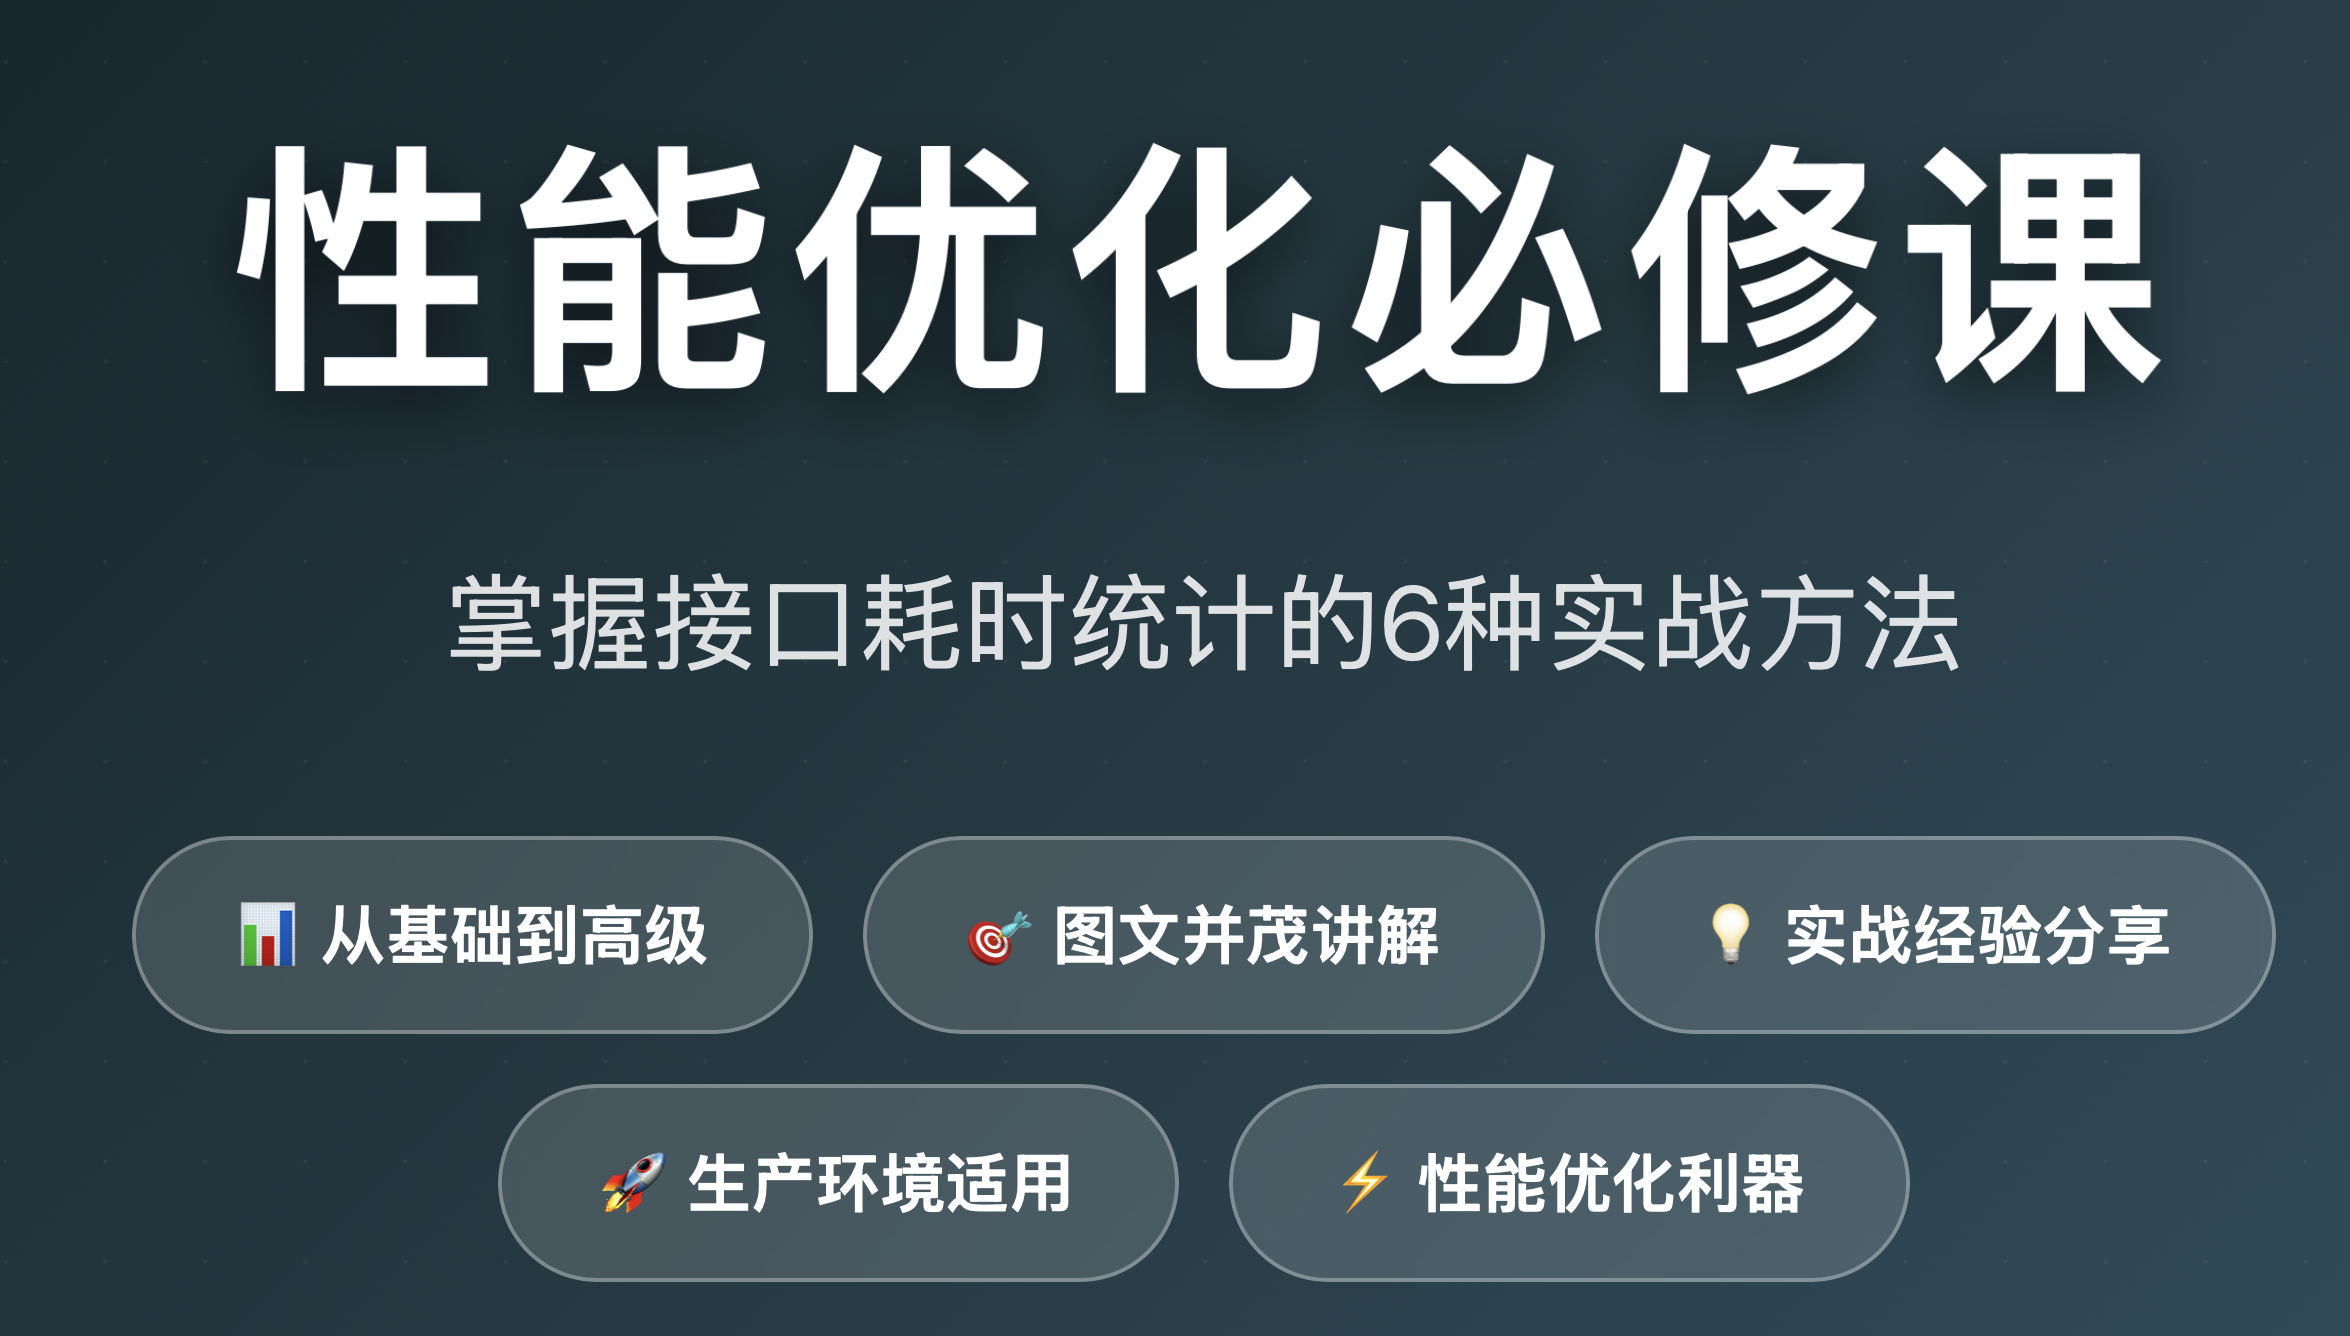 性能优化必修课
掌握接口耗时统计的6种实战方法
📊 从基础到高级
🎯 图文并茂讲解
💡 实战经验分享
🚀 生产环境适用
⚡ 性能优化利器